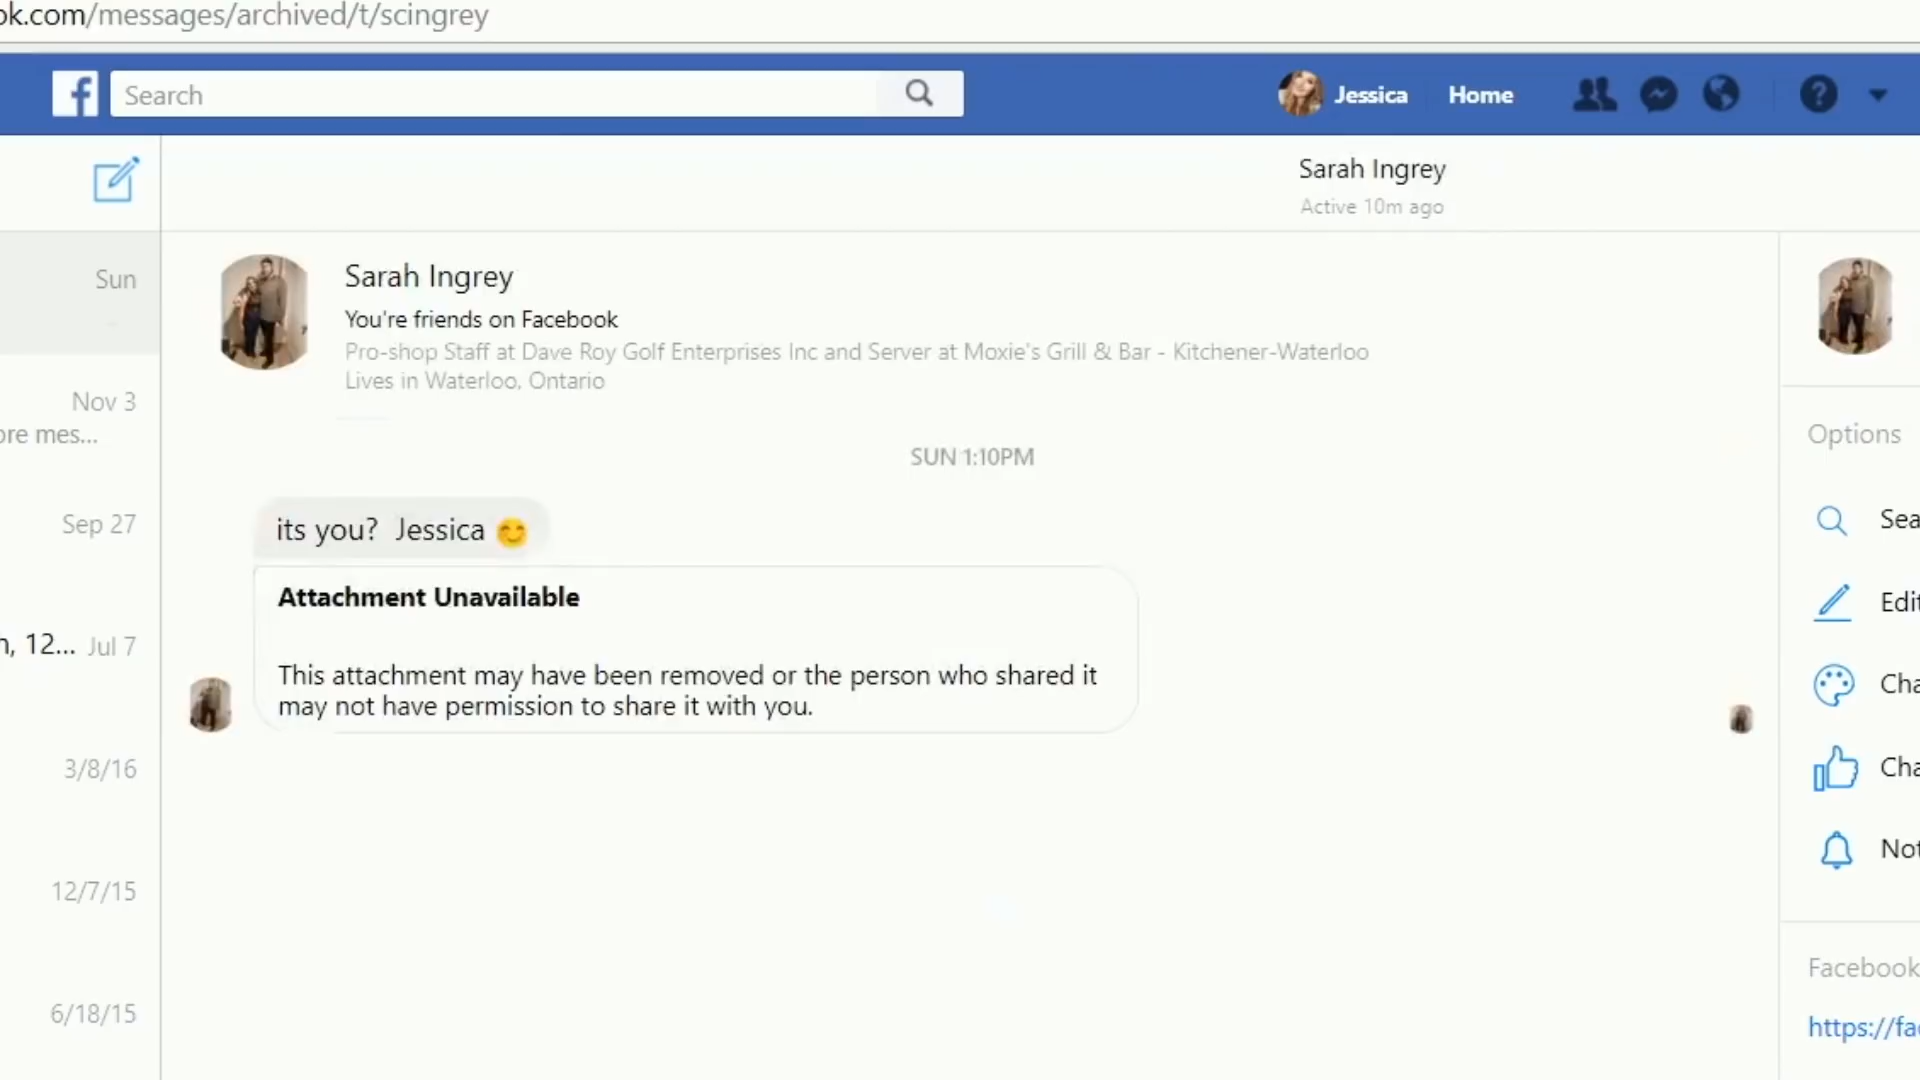 ok.com/messages/archived/t/scingrey
f Search Jessica Home ?
Sarah Ingrey
Active 10m ago
Sun
Sarah Ingrey
You're friends on Facebook
Pro-shop Staff at Dave Roy Golf Enterprises Inc and Server at Moxie's Grill & Bar - Kitchener-Waterloo
Lives in Waterloo, Ontario
Nov 3
ore mes...
Options
SUN 1:10PM
Sep 27
its you? Jessica 😊
Sea
Attachment Unavailable
Edit
n, 12... Jul 7
This attachment may have been removed or the person who shared it
may not have permission to share it with you.
Cha
3/8/16
Cha
Not
12/7/15
Facebook
6/18/15
https://fac